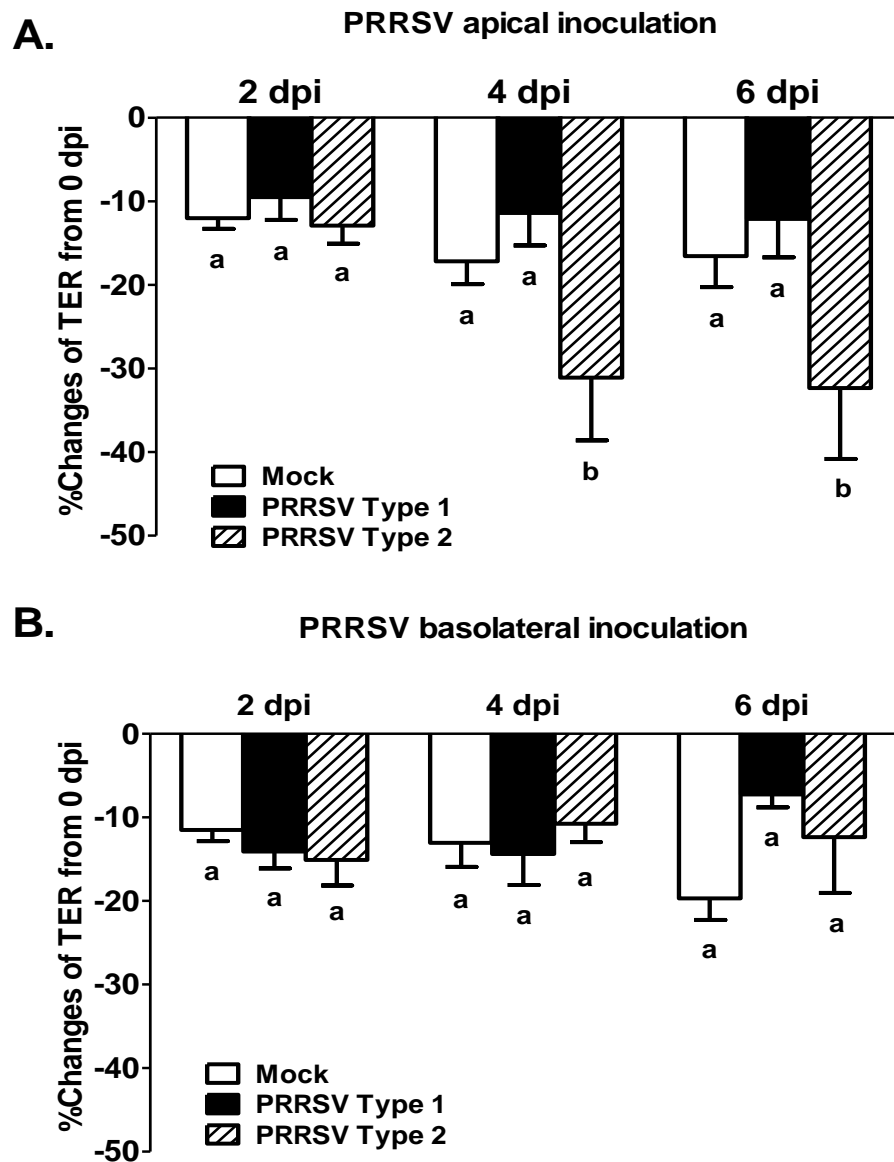 A.
PRRSV apical inoculation
2 dpi 4 dpi 6 dpi
%Changes of TER from 0 dpi
0
-10
-20
-30
-40
-50
a a a a a b a a b
Mock
PRRSV Type 1
PRRSV Type 2
B.
PRRSV basolateral inoculation
2 dpi 4 dpi 6 dpi
%Changes of TER from 0 dpi
0
-10
-20
-30
-40
-50
a a a a a a a a a
Mock
PRRSV Type 1
PRRSV Type 2